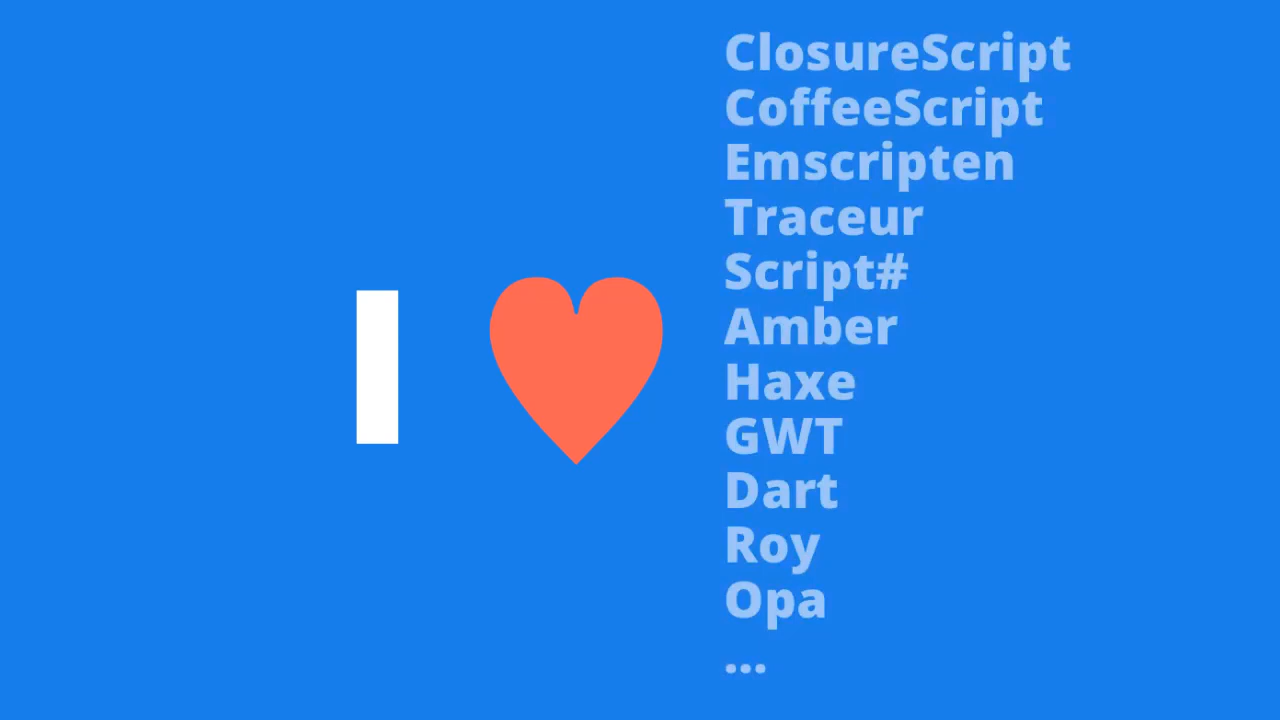 I
ClosureScript
CoffeeScript
Emscripten
Traceur
Script#
Amber
Haxe
GWT
Dart
Roy
Opa
...